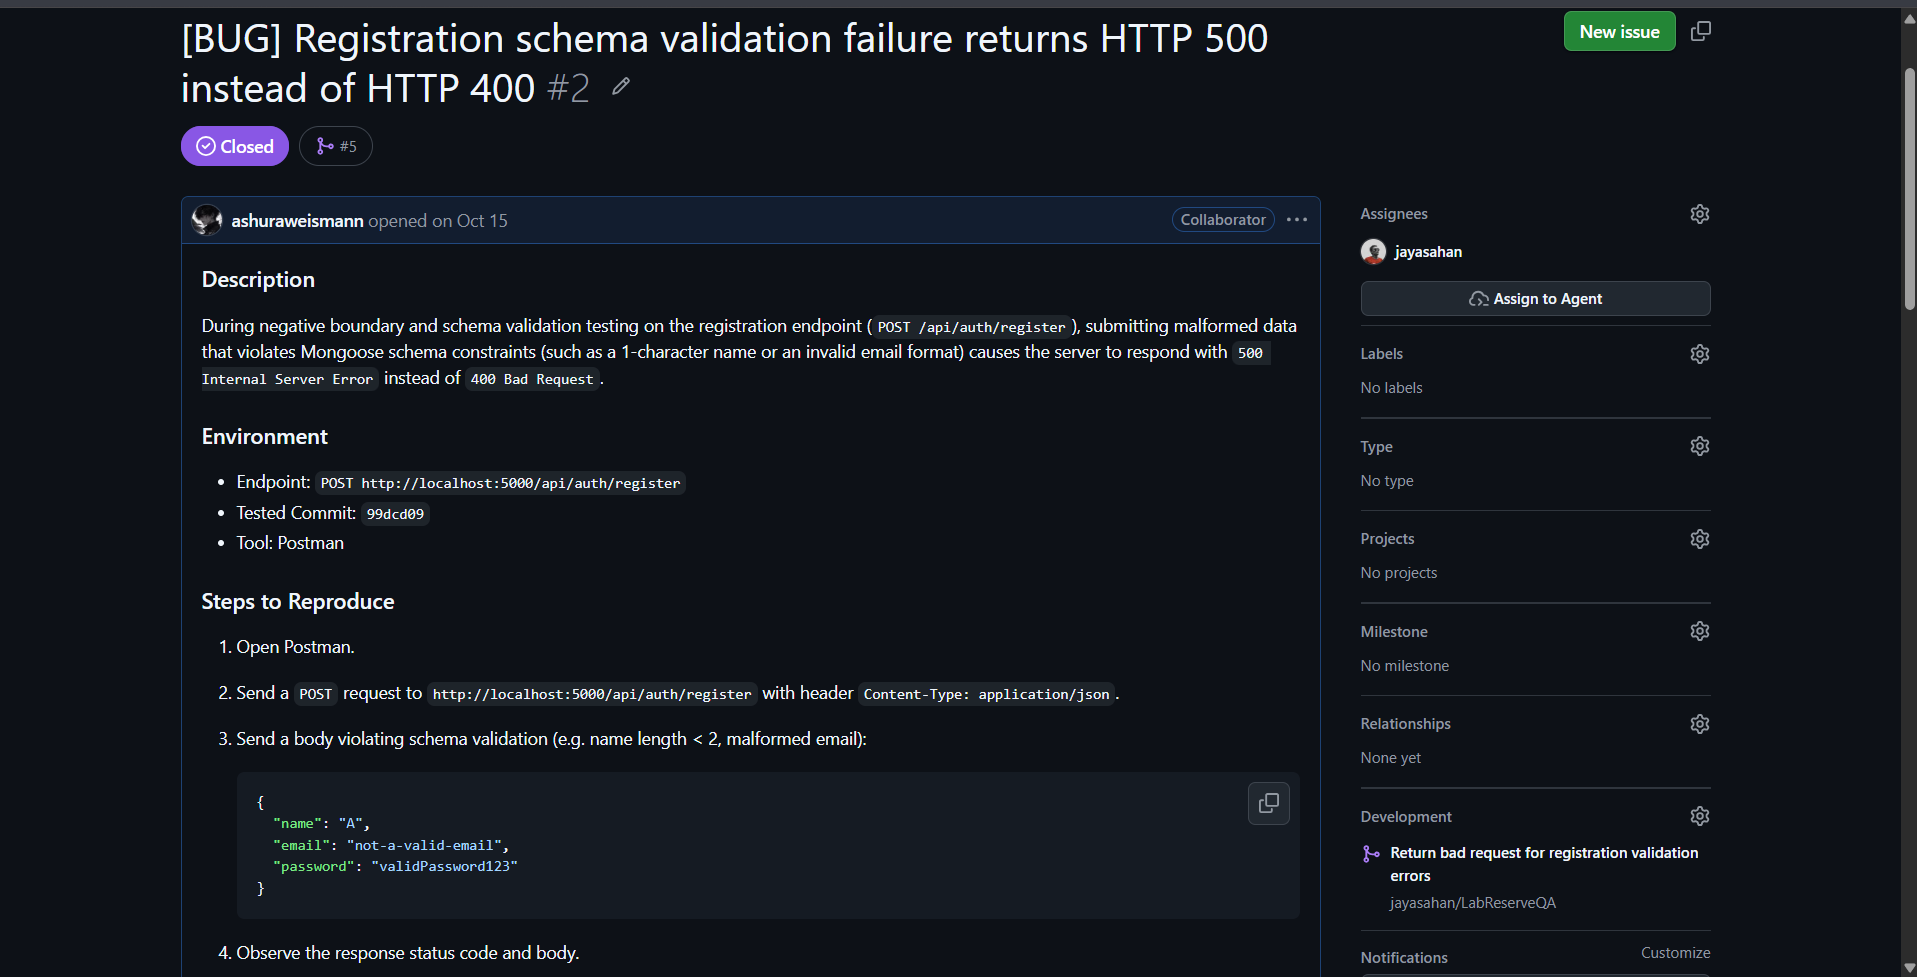 [BUG] Registration schema validation failure returns HTTP 500
instead of HTTP 400 #2
New issue
Closed
#5
ashuraweismann opened on Oct 15
Collaborator
Description
During negative boundary and schema validation testing on the registration endpoint ( POST /api/auth/register ), submitting malformed data
that violates Mongoose schema constraints (such as a 1-character name or an invalid email format) causes the server to respond with 500
Internal Server Error instead of 400 Bad Request .
Environment
• Endpoint: POST http://localhost:5000/api/auth/register
• Tested Commit: 99dcd09
• Tool: Postman
Steps to Reproduce
1. Open Postman.
2. Send a POST request to http://localhost:5000/api/auth/register with header Content-Type: application/json .
3. Send a body violating schema validation (e.g. name length < 2, malformed email):
{
"name": "A",
"email": "not-a-valid-email",
"password": "validPassword123"
}
4. Observe the response status code and body.
Assignees
jayasahan
Assign to Agent
Labels
No labels
Type
No type
Projects
No projects
Milestone
No milestone
Relationships
None yet
Development
Return bad request for registration validation
errors
jayasahan/LabReserveQA
Notifications
Customize